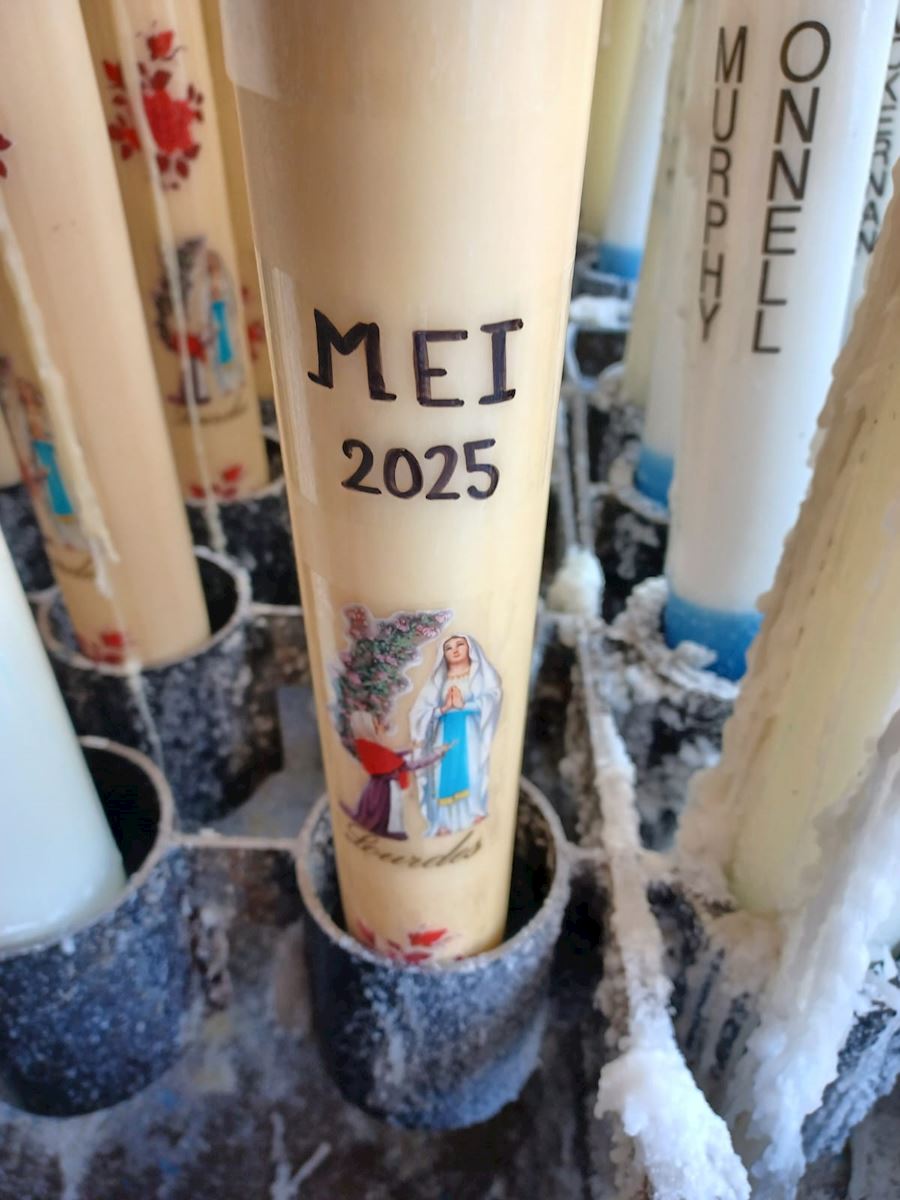 MEI
2025
Lourdes
MURPHY
ONNELL